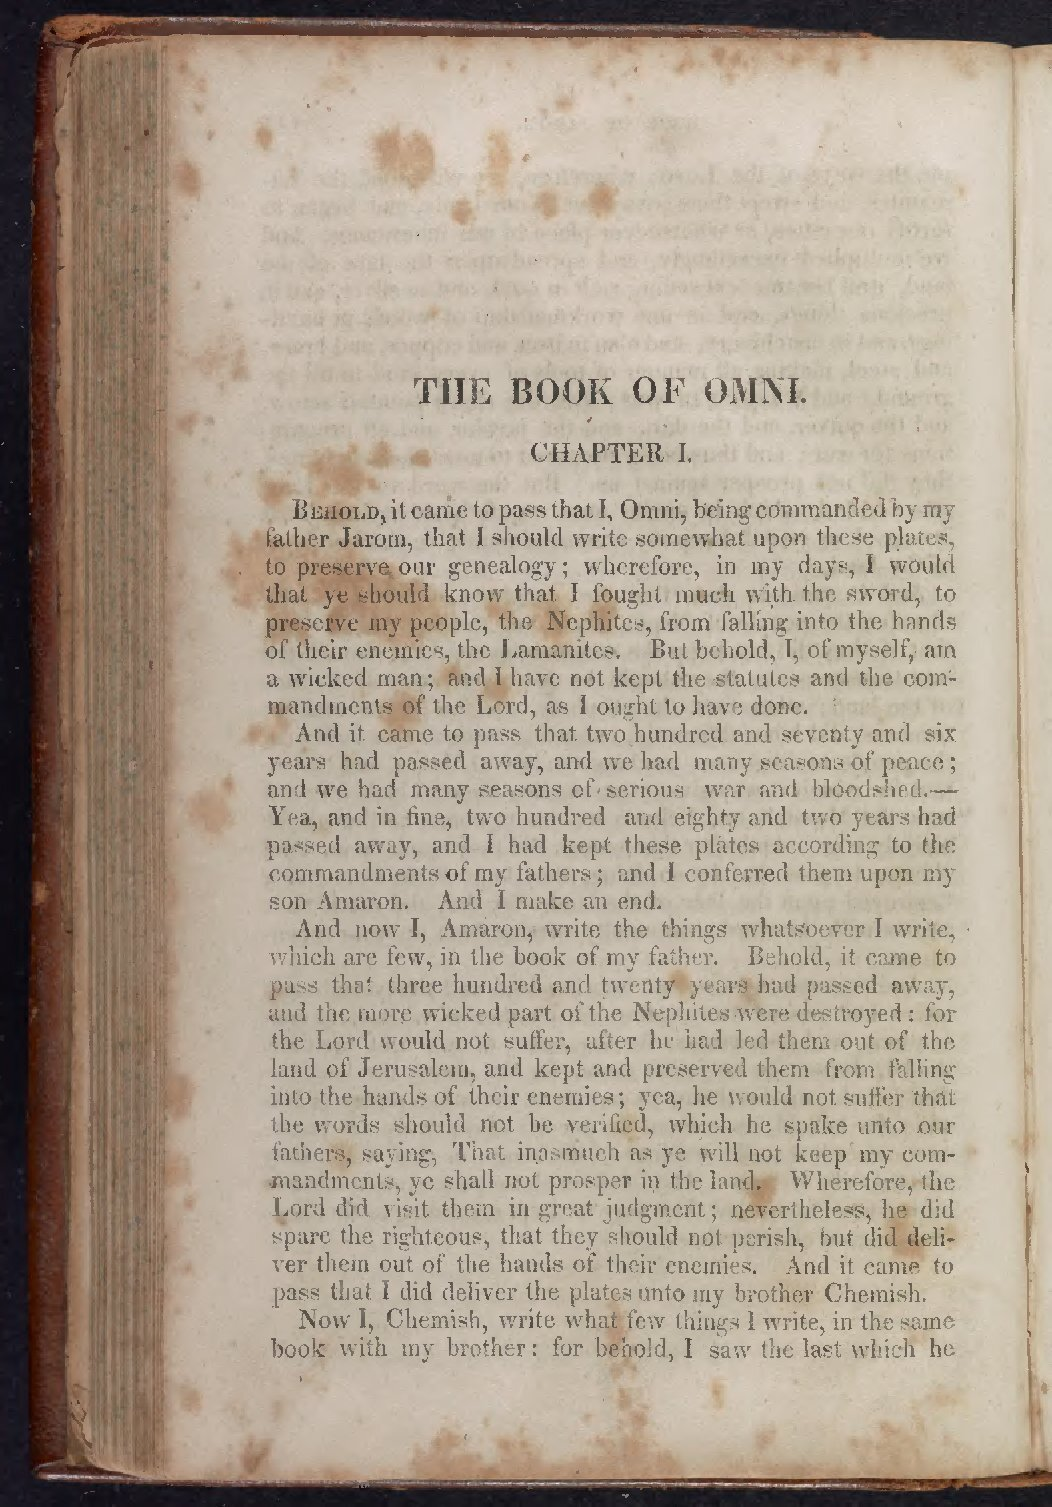 THE BOOK OF OMNI.
CHAPTER I.
BEHOLD, it came to pass that I, Omni, being commanded by my
father Jarom, that I should write somewhat upon these plates,
to preserve our genealogy; wherefore, in my days, I would
that ye should know that I fought much with the sword, to
preserve my people, the Nephites, from falling into the hands
of their enemies, the Lamanites. But behold, I, of myself, am
a wicked man; and I have not kept the statutes and the com-
mandments of the Lord, as I ought to have done.
And it came to pass that two hundred and seventy and six
years had passed away, and we had many seasons of peace;
and we had many seasons of serious war and bloodshed.—
Yea, and in fine, two hundred and eighty and two years had
passed away, and I had kept these plates according to the
commandments of my fathers; and I conferred them upon my
son Amaron. And I make an end.
And now I, Amaron, write the things whatsoever I write,
which are few, in the book of my father. Behold, it came to
pass that three hundred and twenty years had passed away,
and the more wicked part of the Nephites were destroyed: for
the Lord would not suffer, after he had led them out of the
land of Jerusalem, and kept and preserved them from falling
into the hands of their enemies; yea, he would not suffer that
the words should not be verified, which he spake unto our
fathers, saying, That inasmuch as ye will not keep my com-
mandments, ye shall not prosper in the land. Wherefore, the
Lord did visit them in great judgment; nevertheless, he did
spare the righteous, that they should not perish, but did deli-
ver them out of the hands of their enemies. And it came to
pass that I did deliver the plates unto my brother Chemish.
Now I, Chemish, write what few things I write, in the same
book with my brother: for behold, I saw the last which he